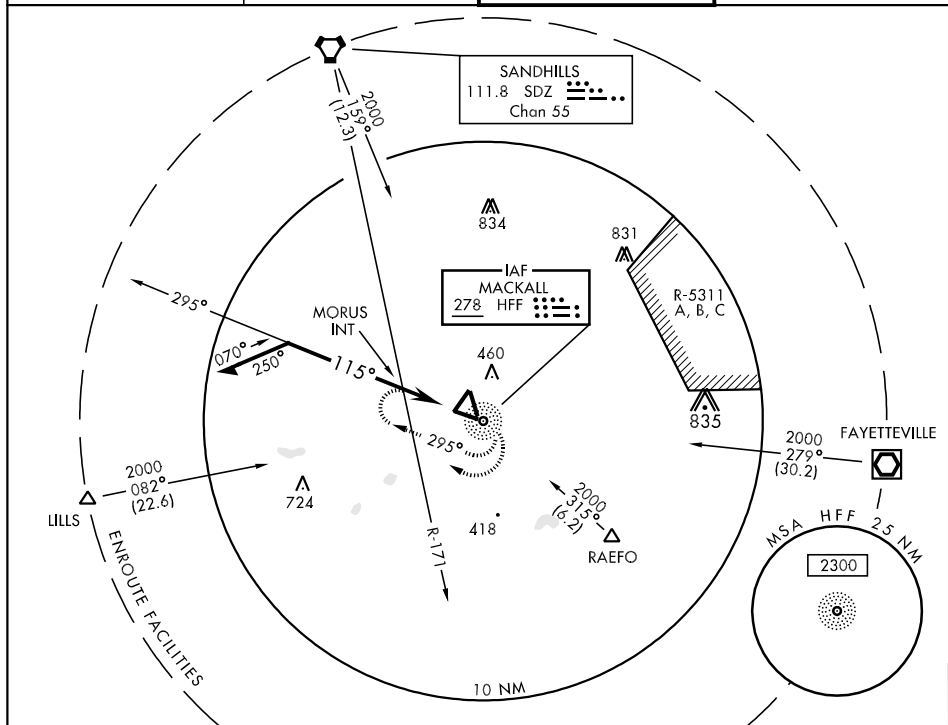 SANDHILLS
111.8 SDZ
Chan 55
2000
159°
(12.3)
834
831
IAF
MACKALL
278 HFF
R-5311
A, B, C
295°
MORUS
INT
070°
250°
115°
460
835
295°
FAYETTEVILLE
2000
279°
(30.2)
2000
082°
(22.6)
LILLS
724
R-171
418
2000
315°
(6.2)
RAEFO
MSA HFF 25 NM
2300
ENROUTE FACILITIES
10 NM